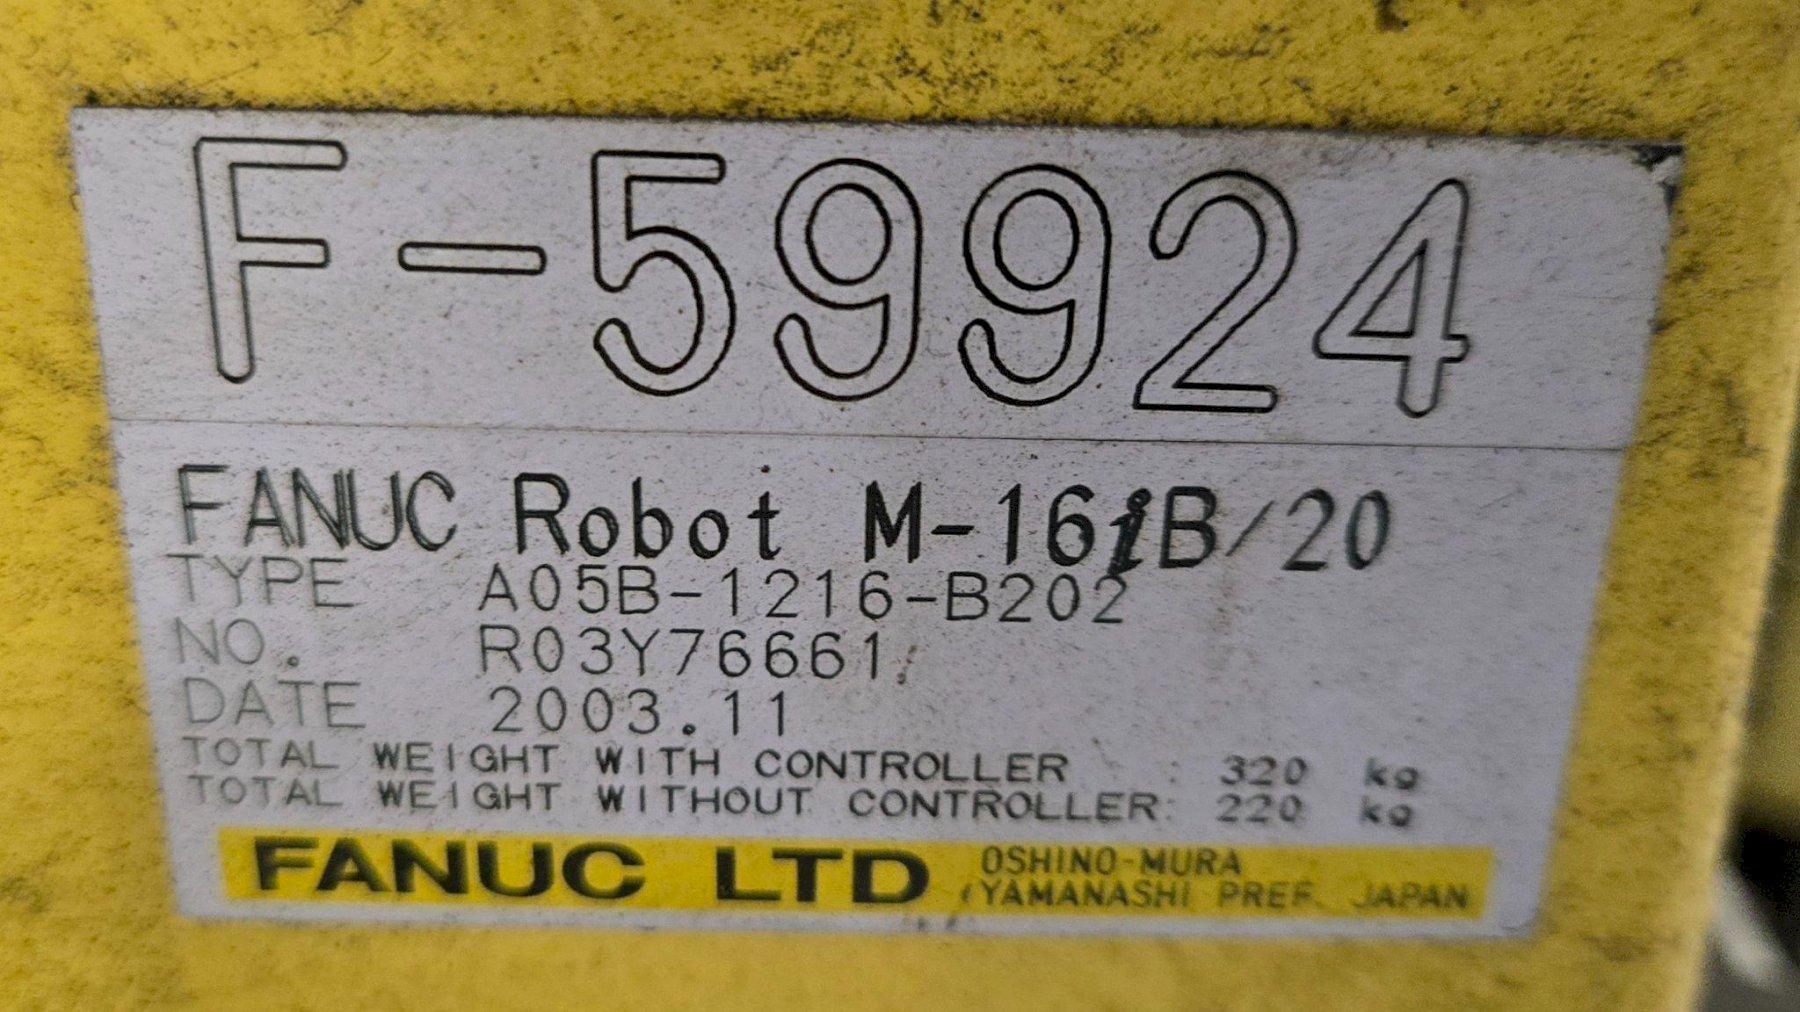 F-59924
FANUC Robot M-16iB/20
TYPE A05B-1216-B202
NO. R03Y76661
DATE 2003.11
TOTAL WEIGHT WITH CONTROLLER : 320 kg
TOTAL WEIGHT WITHOUT CONTROLLER: 220 kg
FANUC LTD OSHINO-MURA
YAMANASHI PREF. JAPAN